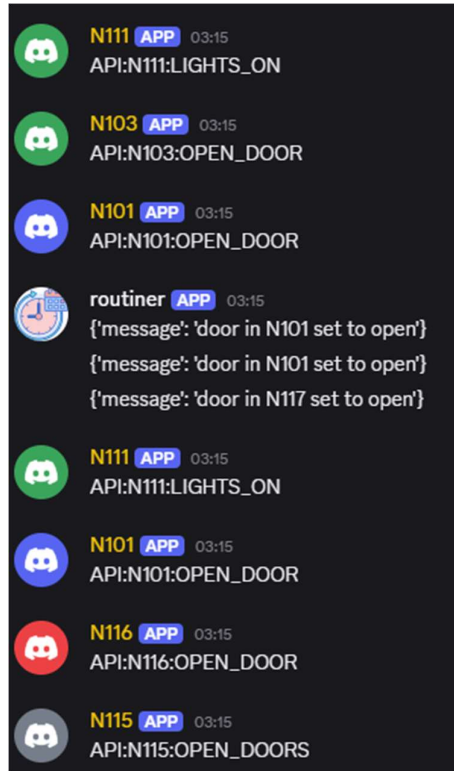 N111 APP 03:15
API:N111:LIGHTS_ON
N103 APP 03:15
API:N103:OPEN_DOOR
N101 APP 03:15
API:N101:OPEN_DOOR
routiner APP 03:15
{'message': 'door in N101 set to open'}
{'message': 'door in N101 set to open'}
{'message': 'door in N117 set to open'}
N111 APP 03:15
API:N111:LIGHTS_ON
N101 APP 03:15
API:N101:OPEN_DOOR
N116 APP 03:15
API:N116:OPEN_DOOR
N115 APP 03:15
API:N115:OPEN_DOORS